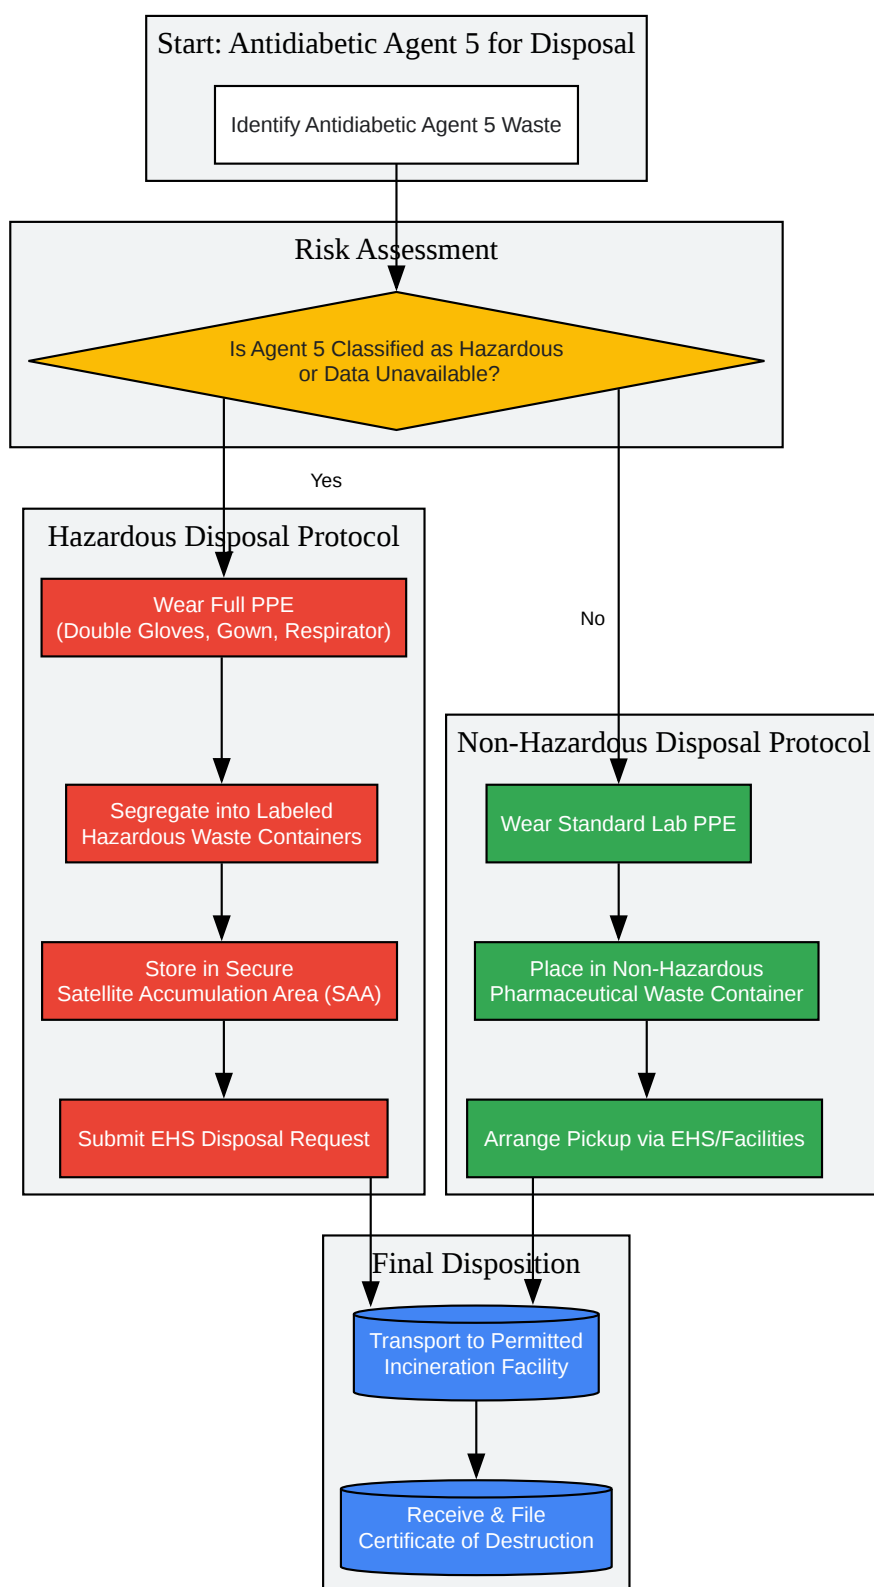 Start: Antidiabetic Agent 5 for Disposal
Identify Antidiabetic Agent 5 Waste
Risk Assessment
Is Agent 5 Classified as Hazardous
or Data Unavailable?
Yes
No
Hazardous Disposal Protocol
Wear Full PPE
(Double Gloves, Gown, Respirator)
Segregate into Labeled
Hazardous Waste Containers
Store in Secure
Satellite Accumulation Area (SAA)
Submit EHS Disposal Request
Non-Hazardous Disposal Protocol
Wear Standard Lab PPE
Place in Non-Hazardous
Pharmaceutical Waste Container
Arrange Pickup via EHS/Facilities
Final Disposition
Transport to Permitted
Incineration Facility
Receive & File
Certificate of Destruction